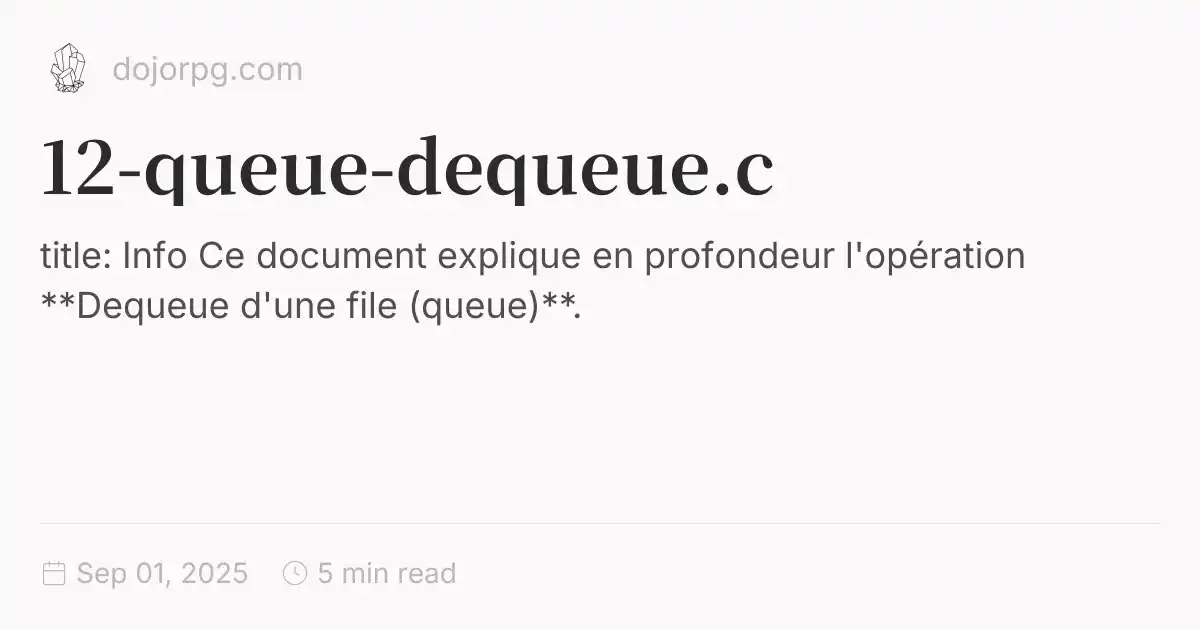 dojorpg.com
12-queue-dequeue.c
title: Info Ce document explique en profondeur l'opération
**Dequeue d'une file (queue)**.
Sep 01, 2025 5 min read